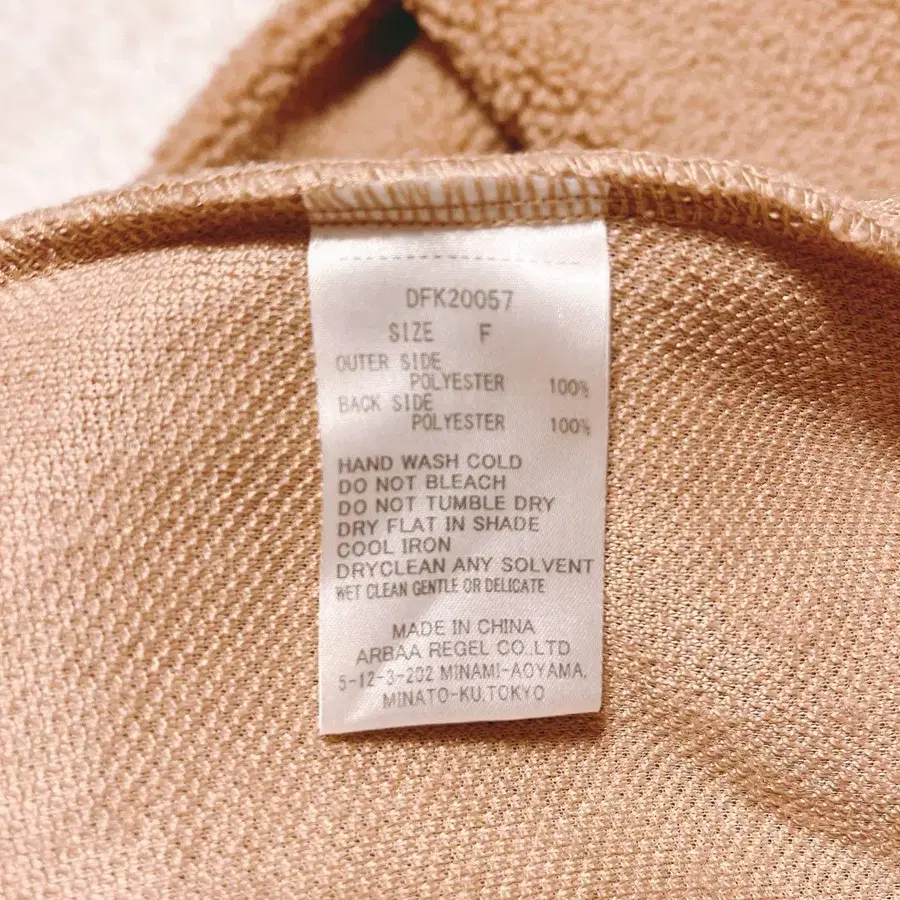 DFK20057
SIZE F
OUTER SIDE
POLYESTER 100%
BACK SIDE
POLYESTER 100%
HAND WASH COLD
DO NOT BLEACH
DO NOT TUMBLE DRY
DRY FLAT IN SHADE
COOL IRON
DRYCLEAN ANY SOLVENT
WET CLEAN GENTLE OR DELICATE
MADE IN CHINA
ARBAA REGEL CO.,LTD
5-12-3-202 MINAMI-AOYAMA,
MINATO-KU,TOKYO